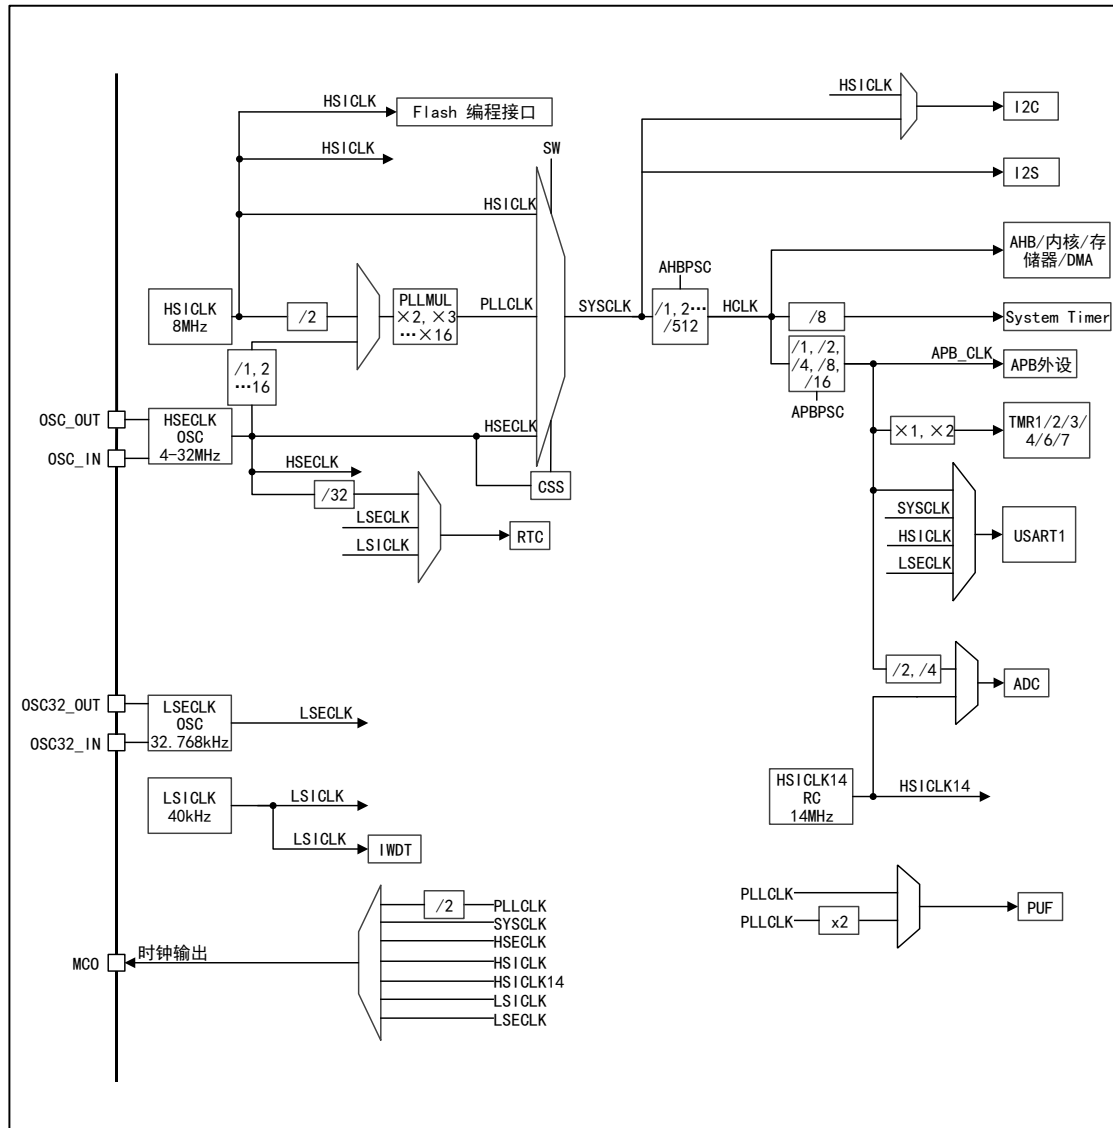 HSICLK
Flash 编程接口
HSICLK
SW
HSICLK
HSICLK
8MHz
/2
PLLMUL
×2, ×3
…×16
PLLCLK
/1, 2
…16
OSC_OUT
OSC_IN
HSECLK
OSC
4-32MHz
HSECLK
HSECLK
CSS
/32
LSECLK
LSICLK
RTC
SYSCLK
AHBPSC
/1, 2…
/512
HCLK
HSICLK
I2C
I2S
AHB/内核/存
储器/DMA
/8
System Timer
/1, /2,
/4, /8,
/16
APBPSC
APB_CLK
APB外设
×1, ×2
TMR1/2/3/
4/6/7
SYSCLK
HSICLK
LSECLK
USART1
/2, /4
ADC
HSICLK14
RC
14MHz
HSICLK14
OSC32_OUT
OSC32_IN
LSECLK
OSC
32.768kHz
LSECLK
LSICLK
40kHz
LSICLK
LSICLK
IWDT
PLLCLK
PLLCLK
x2
PUF
MCO
时钟输出
/2
PLLCLK
SYSCLK
HSECLK
HSICLK
HSICLK14
LSICLK
LSECLK